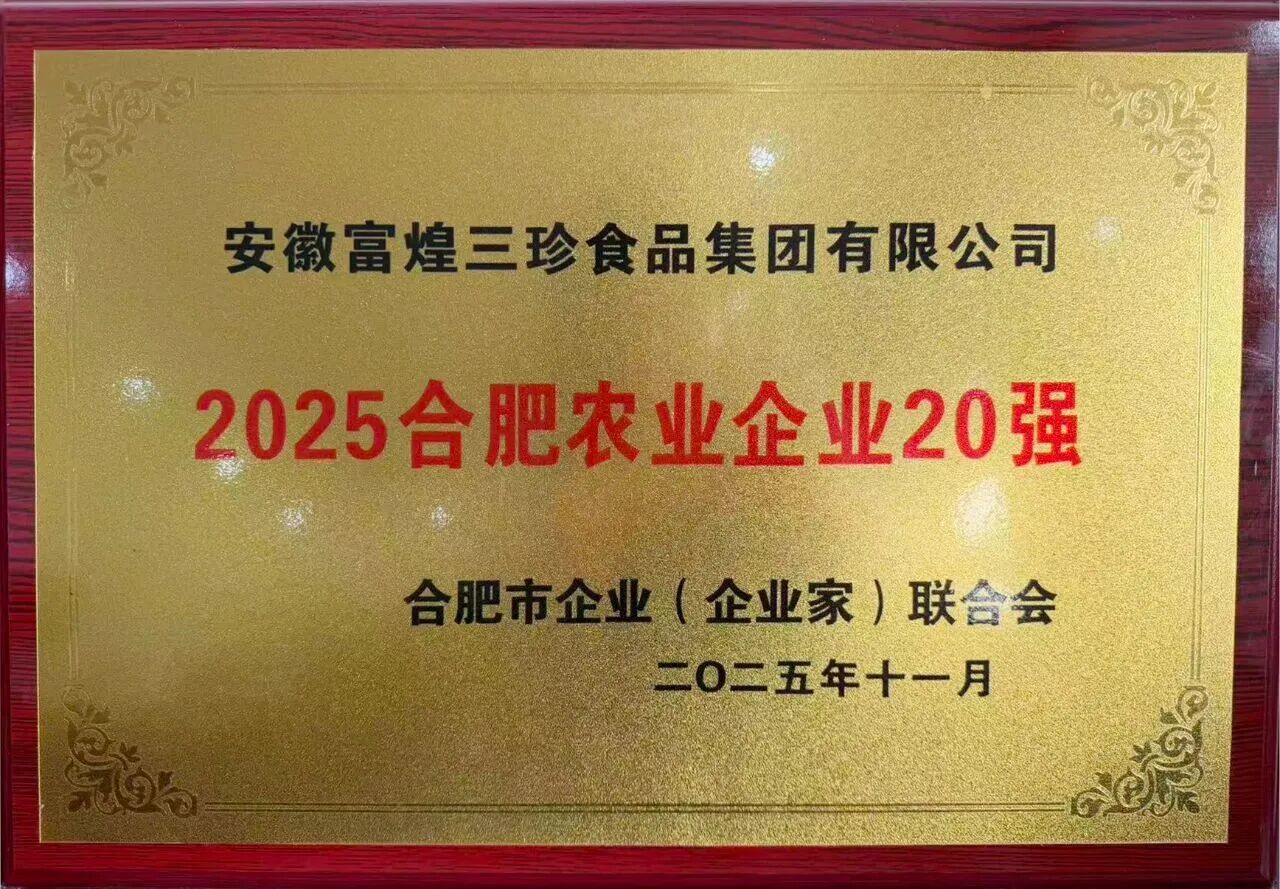 安徽富煌三珍食品集团有限公司
2025合肥农业企业20强
合肥市企业（企业家）联合会
二〇二五年十一月